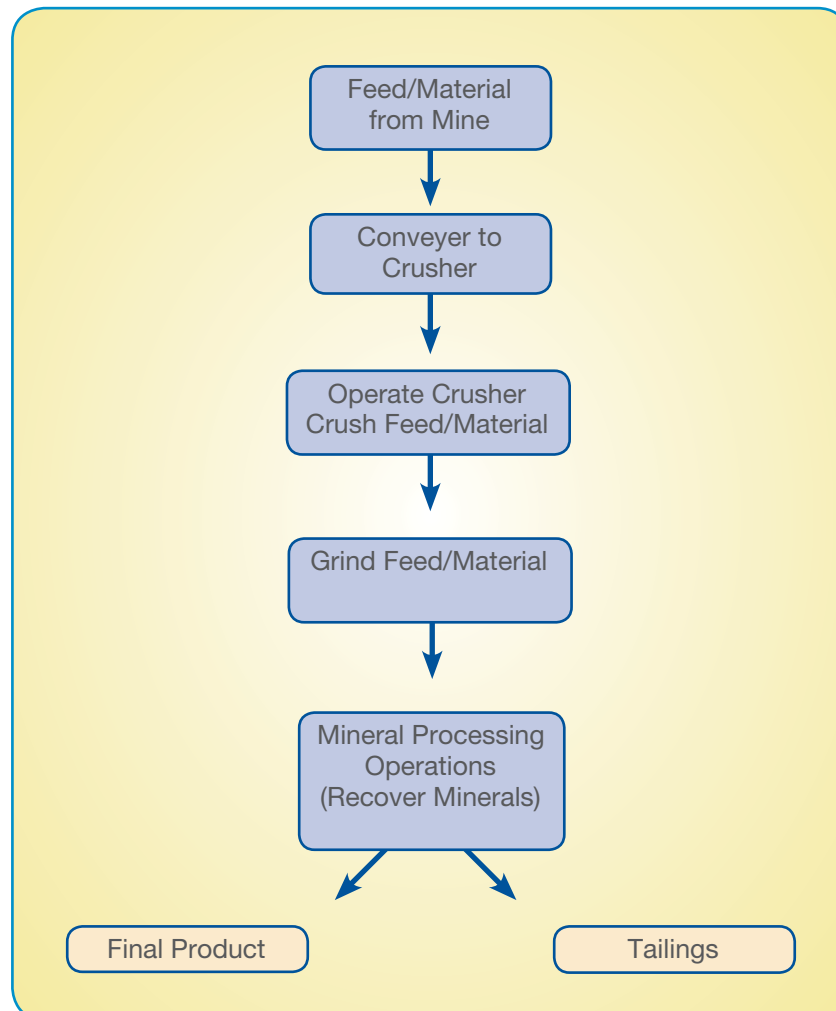 Feed/Material
from Mine
Conveyer to
Crusher
Operate Crusher
Crush Feed/Material
Grind Feed/Material
Mineral Processing
Operations
(Recover Minerals)
Final Product
Tailings